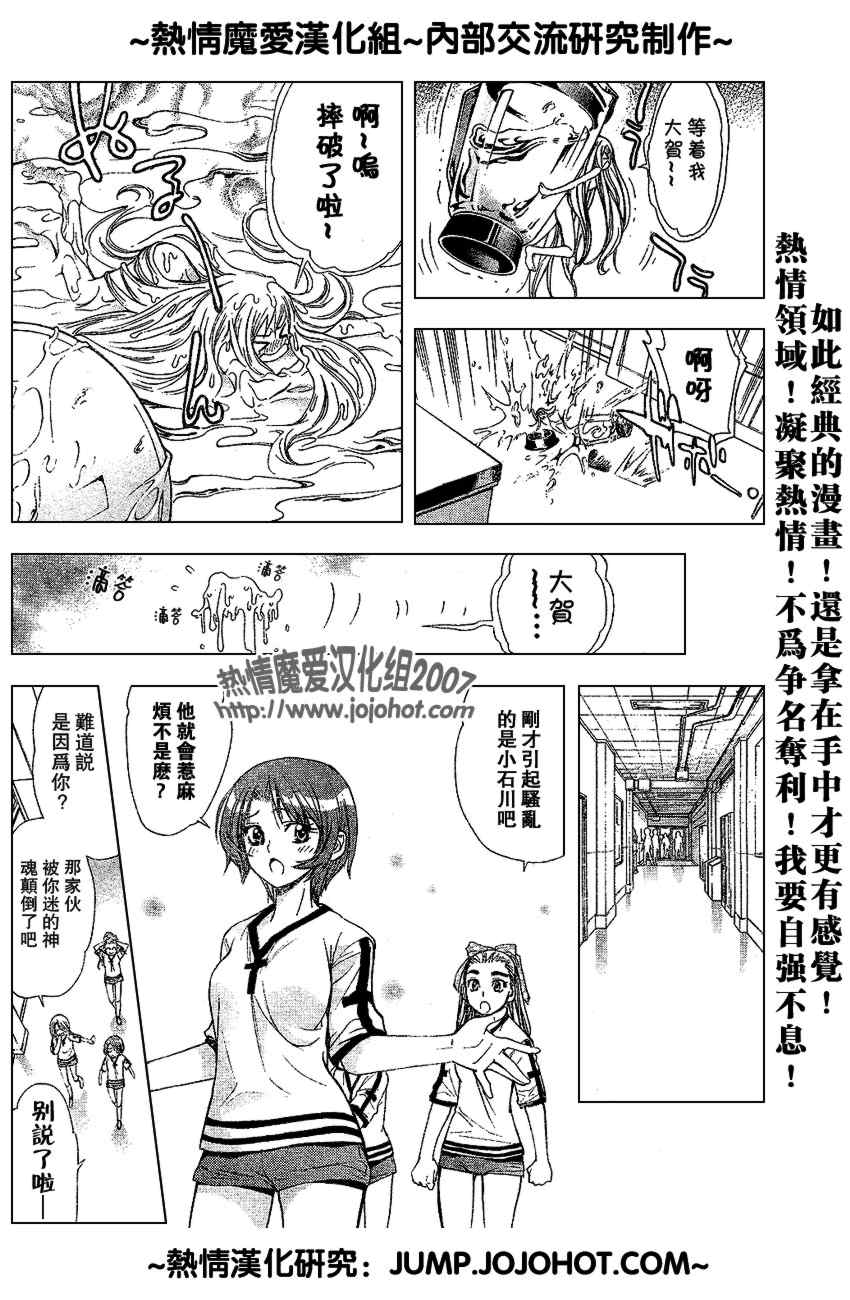 ~熱情魔愛漢化組~內部交流研究制作~
等着我
大賀~~
啊呀
啊~嗚
摔破了啦~
大賀
~~…
滴答
滴答
滴答
热情魔爱汉化组2007
http://www.jojohot.com
剛才引起騷亂
的是小石川吧
他就會惹麻
煩不是麽?
難道説
是因爲你?
那家伙
被你迷的神
魂顛倒了吧
别説了啦—
如此經典的漫畫！還是拿在手中才更有感覺！
熱情領域！凝聚熱情！不爲争名奪利！我要自强不息！
~熱情漢化研究：JUMP.JOJOHOT.COM~